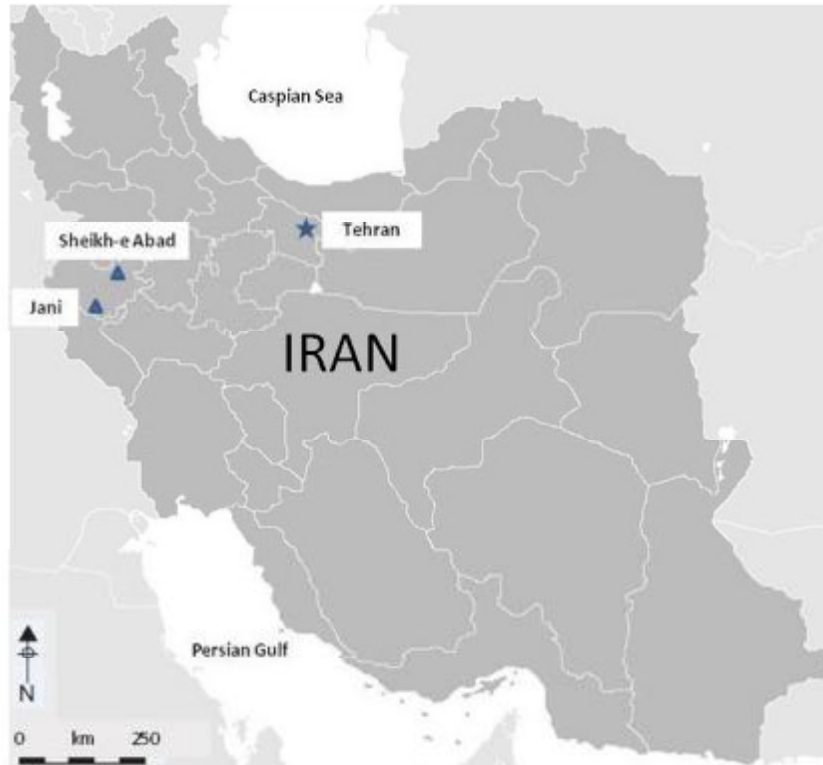 Caspian Sea
Tehran
Sheikh-e Abad
Jani
IRAN
Persian Gulf
N
0 km 250